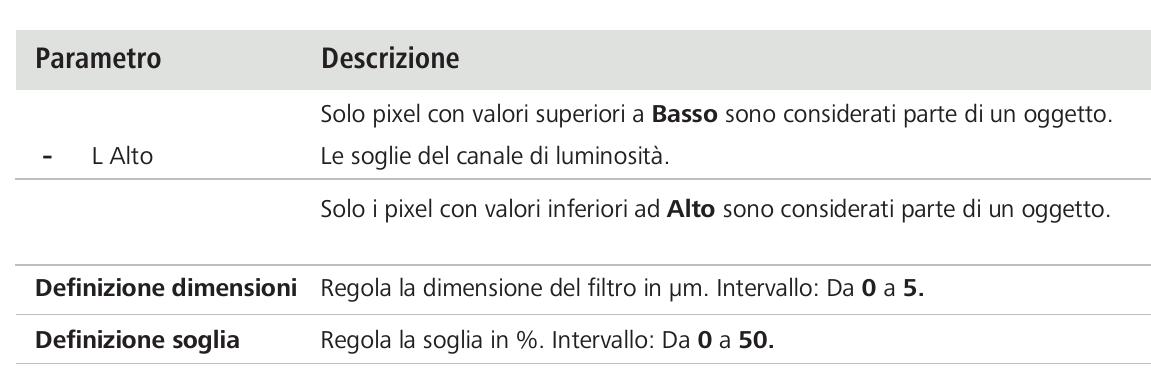 Parametro Descrizione
Solo pixel con valori superiori a Basso sono considerati parte di un oggetto.
- L Alto Le soglie del canale di luminosità.
Solo i pixel con valori inferiori ad Alto sono considerati parte di un oggetto.
Definizione dimensioni Regola la dimensione del filtro in µm. Intervallo: Da 0 a 5.
Definizione soglia Regola la soglia in %. Intervallo: Da 0 a 50.